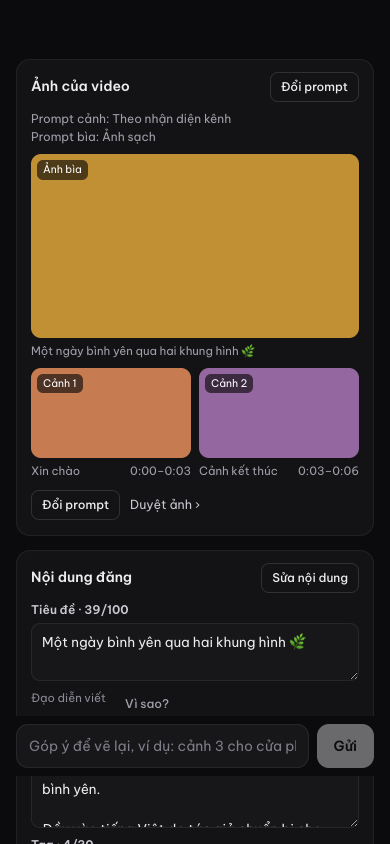 Ảnh của video
Đổi prompt
Prompt cảnh: Theo nhận diện kênh
Prompt bìa: Ảnh sạch
Ảnh bìa
Một ngày bình yên qua hai khung hình 🌿
Cảnh 1
Cảnh 2
Xin chào 0:00–0:03
Cảnh kết thúc 0:03–0:06
Đổi prompt
Duyệt ảnh ›
Nội dung đăng
Sửa nội dung
Tiêu đề · 39/100
Một ngày bình yên qua hai khung hình 🌿
Đạo diễn viết
Vì sao?
Góp ý để vẽ lại, ví dụ: cảnh 3 cho cửa
Gửi
bình yên.